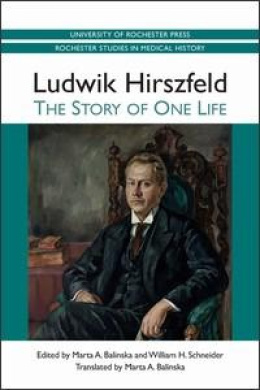 UNIVERSITY OF ROCHESTER PRESS
ROCHESTER STUDIES IN MEDICAL HISTORY
Ludwik Hirszfeld
THE STORY OF ONE LIFE
Edited by Marta A. Balinska and William H. Schneider
Translated by Marta A. Balinska